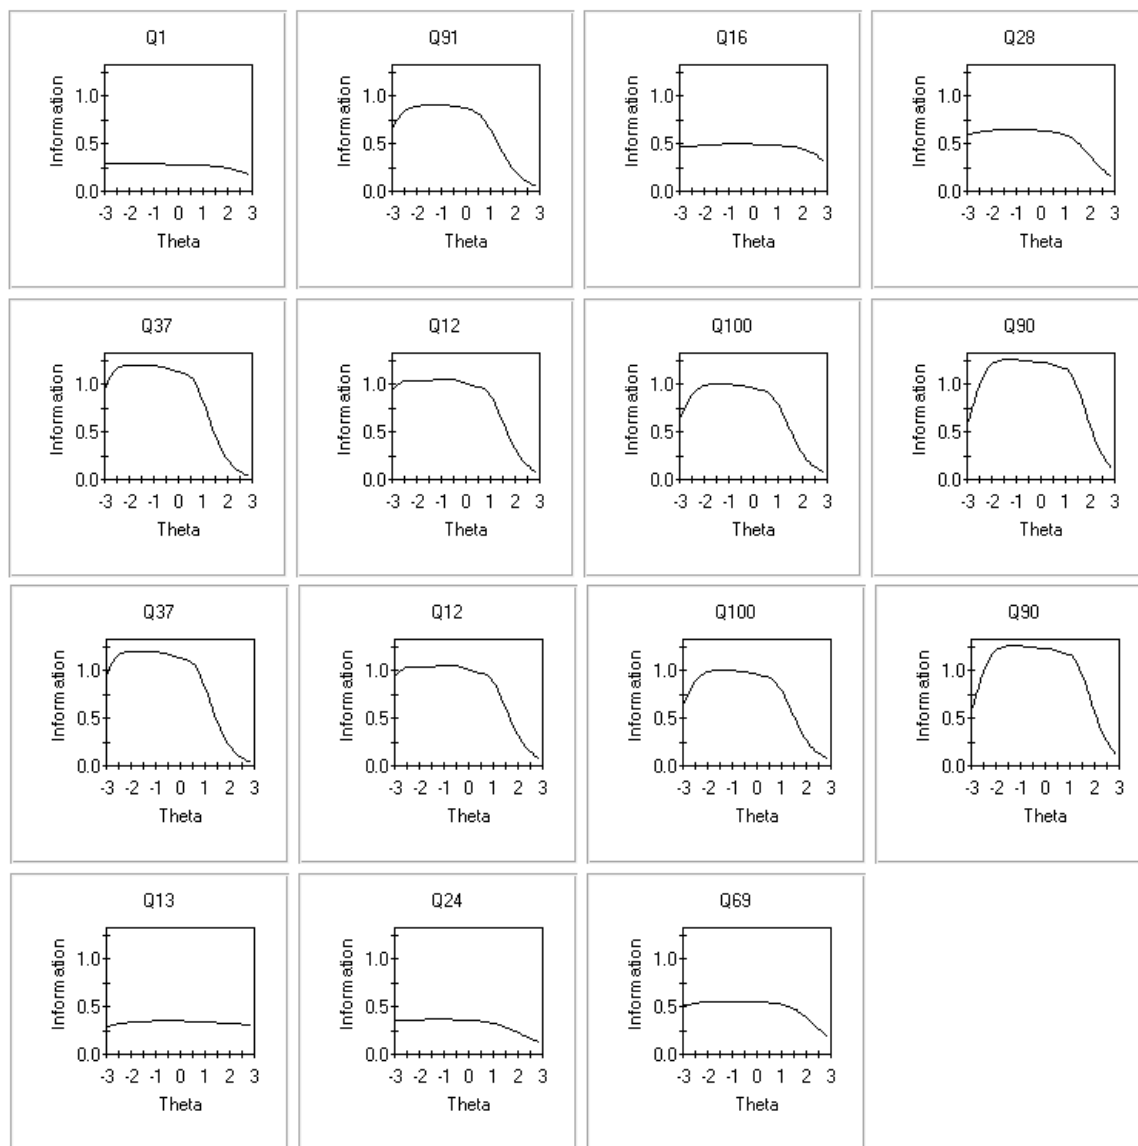 Q1 Q91 Q16 Q28
Information 1.0 0.5 0.0 Information 1.0 0.5 0.0 Information 1.0 0.5 0.0 Information 1.0 0.5 0.0
-3 -2 -1 0 1 2 3 -3 -2 -1 0 1 2 3 -3 -2 -1 0 1 2 3 -3 -2 -1 0 1 2 3
Theta Theta Theta Theta
Q37 Q12 Q100 Q90
Information 1.0 0.5 0.0 Information 1.0 0.5 0.0 Information 1.0 0.5 0.0 Information 1.0 0.5 0.0
-3 -2 -1 0 1 2 3 -3 -2 -1 0 1 2 3 -3 -2 -1 0 1 2 3 -3 -2 -1 0 1 2 3
Theta Theta Theta Theta
Q37 Q12 Q100 Q90
Information 1.0 0.5 0.0 Information 1.0 0.5 0.0 Information 1.0 0.5 0.0 Information 1.0 0.5 0.0
-3 -2 -1 0 1 2 3 -3 -2 -1 0 1 2 3 -3 -2 -1 0 1 2 3 -3 -2 -1 0 1 2 3
Theta Theta Theta Theta
Q13 Q24 Q69
Information 1.0 0.5 0.0 Information 1.0 0.5 0.0 Information 1.0 0.5 0.0
-3 -2 -1 0 1 2 3 -3 -2 -1 0 1 2 3 -3 -2 -1 0 1 2 3
Theta Theta Theta